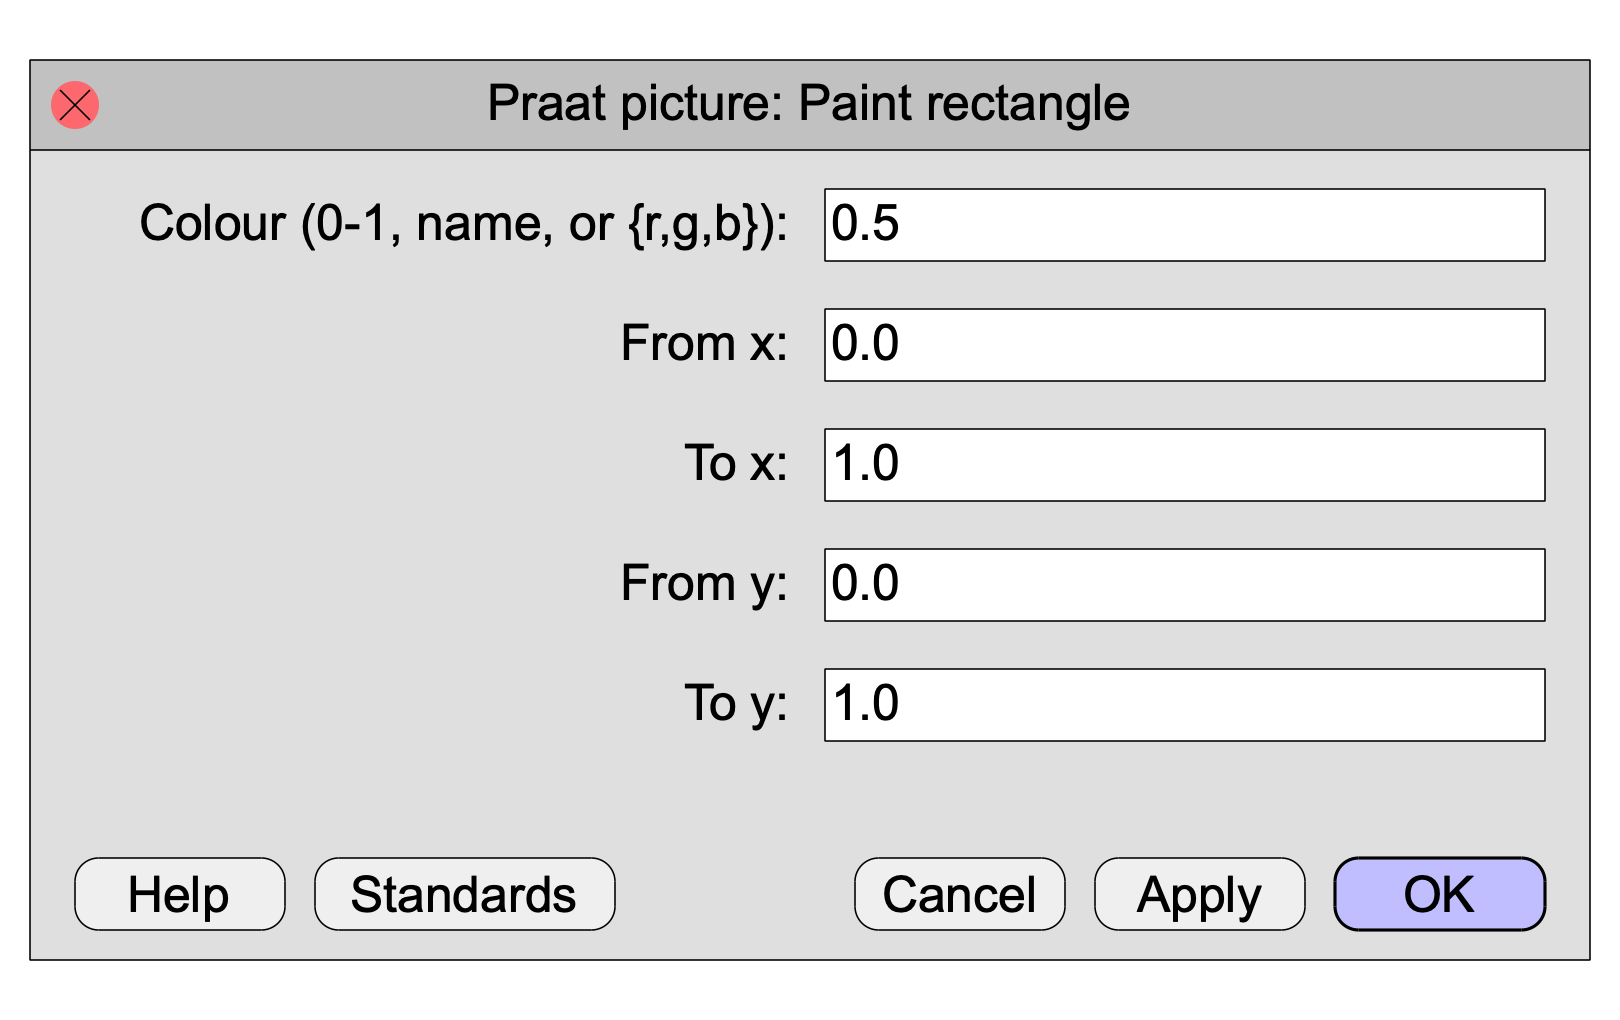 Praat picture: Paint rectangle
Colour (0-1, name, or {r,g,b}): 0.5
From x: 0.0
To x: 1.0
From y: 0.0
To y: 1.0
Help Standards Cancel Apply OK